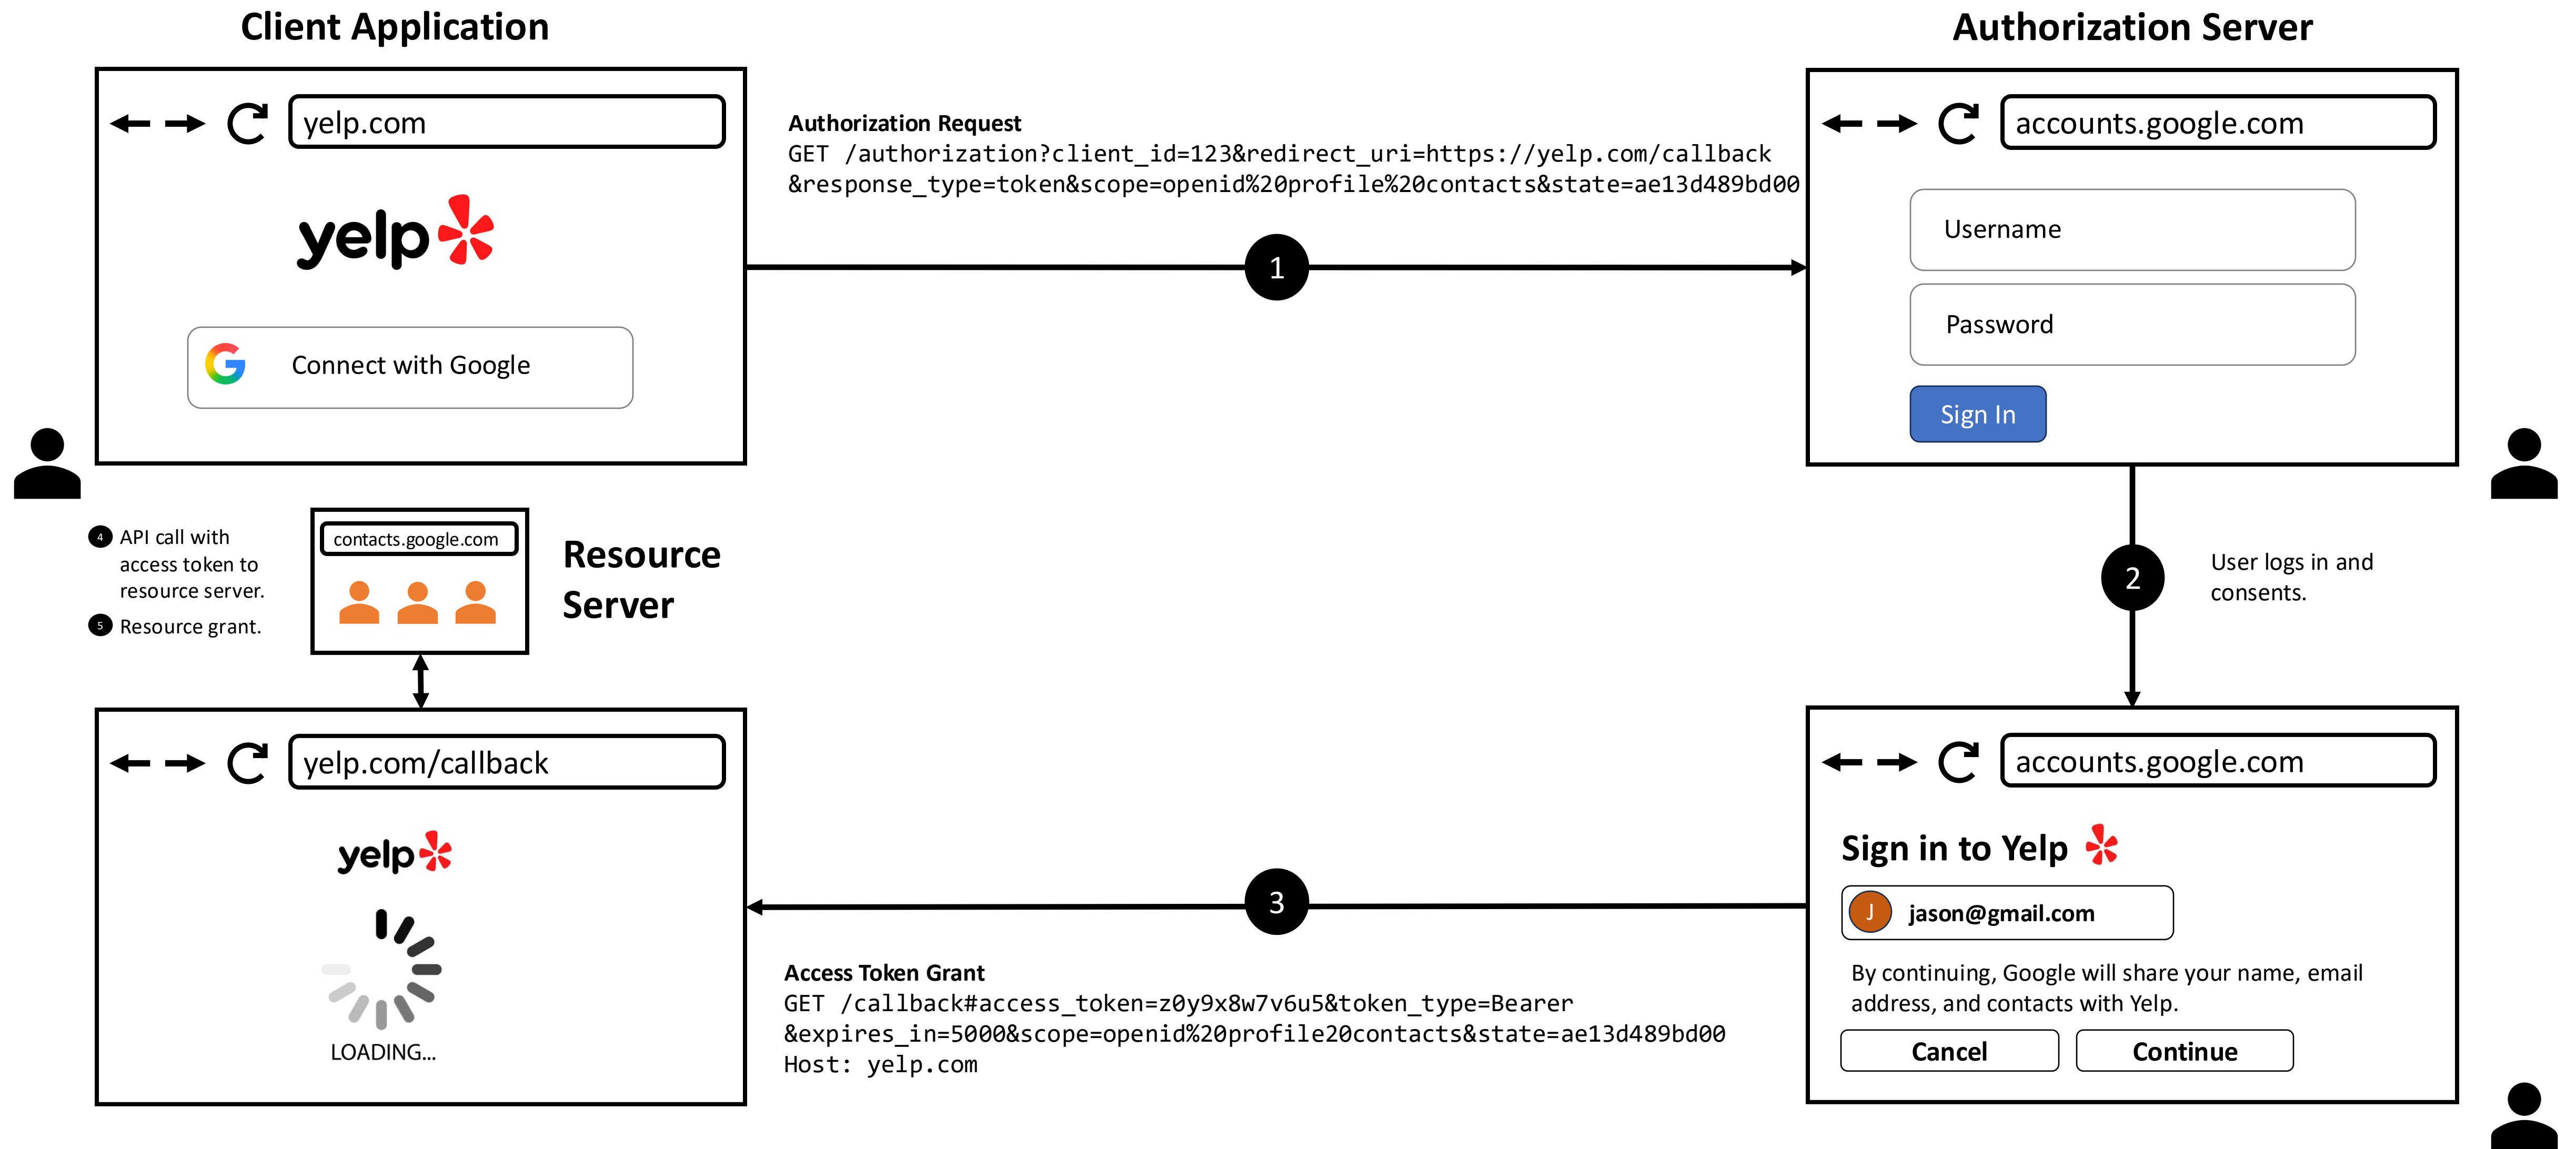 Client Application
Authorization Server
yelp.com
accounts.google.com
Authorization Request
GET /authorization?client_id=123&redirect_uri=https://yelp.com/callback
&response_type=token&scope=openid%20profile%20contacts&state=ae13d489bd00
yelp
Username
1
Password
Connect with Google
Sign In
4 API call with
access token to
resource server.
5 Resource grant.
contacts.google.com
Resource
Server
2
User logs in and
consents.
yelp.com/callback
accounts.google.com
yelp
LOADING...
Sign in to Yelp
3
J jason@gmail.com
Access Token Grant
GET /callback#access_token=z0y9x8w7v6u5&token_type=Bearer
&expires_in=5000&scope=openid%20profile20contacts&state=ae13d489bd00
Host: yelp.com
By continuing, Google will share your name, email
address, and contacts with Yelp.
Cancel
Continue